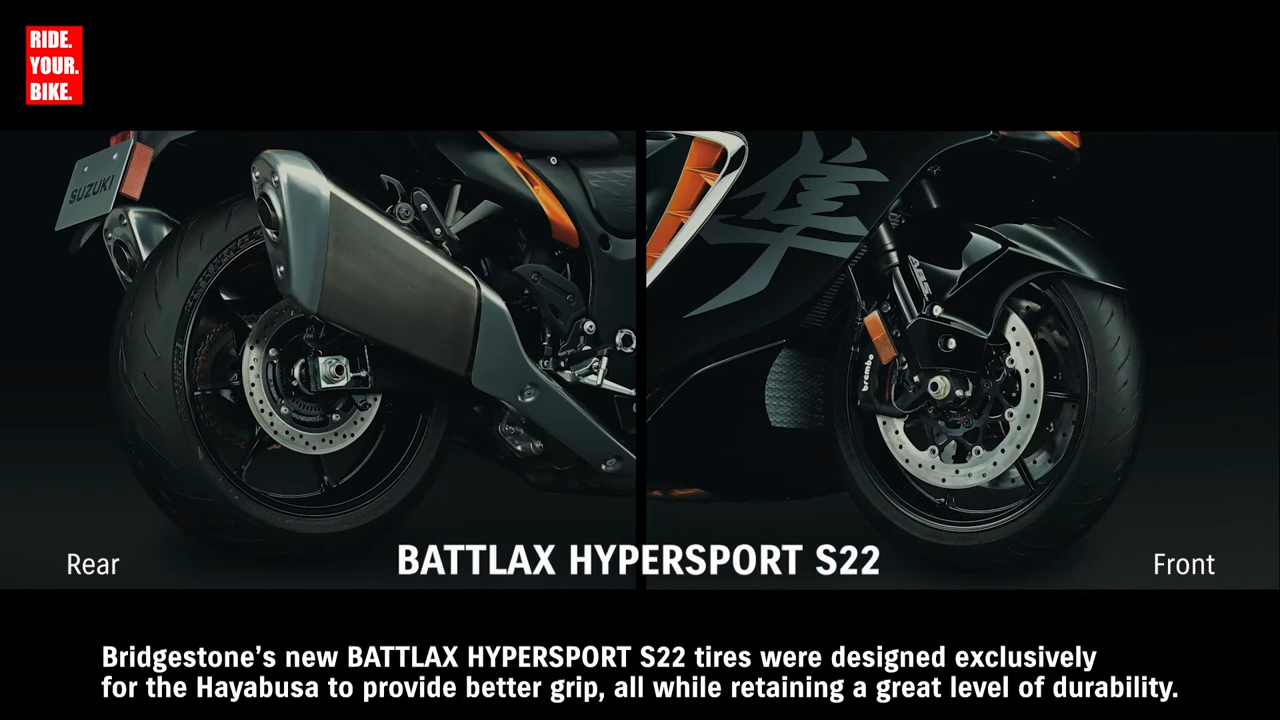 RIDE.
YOUR.
BIKE.
SUZUKI
隼
ABS
brembo
Rear
BATTLAX HYPERSPORT S22
Front
Bridgestone's new BATTLAX HYPERSPORT S22 tires were designed exclusively
for the Hayabusa to provide better grip, all while retaining a great level of durability.